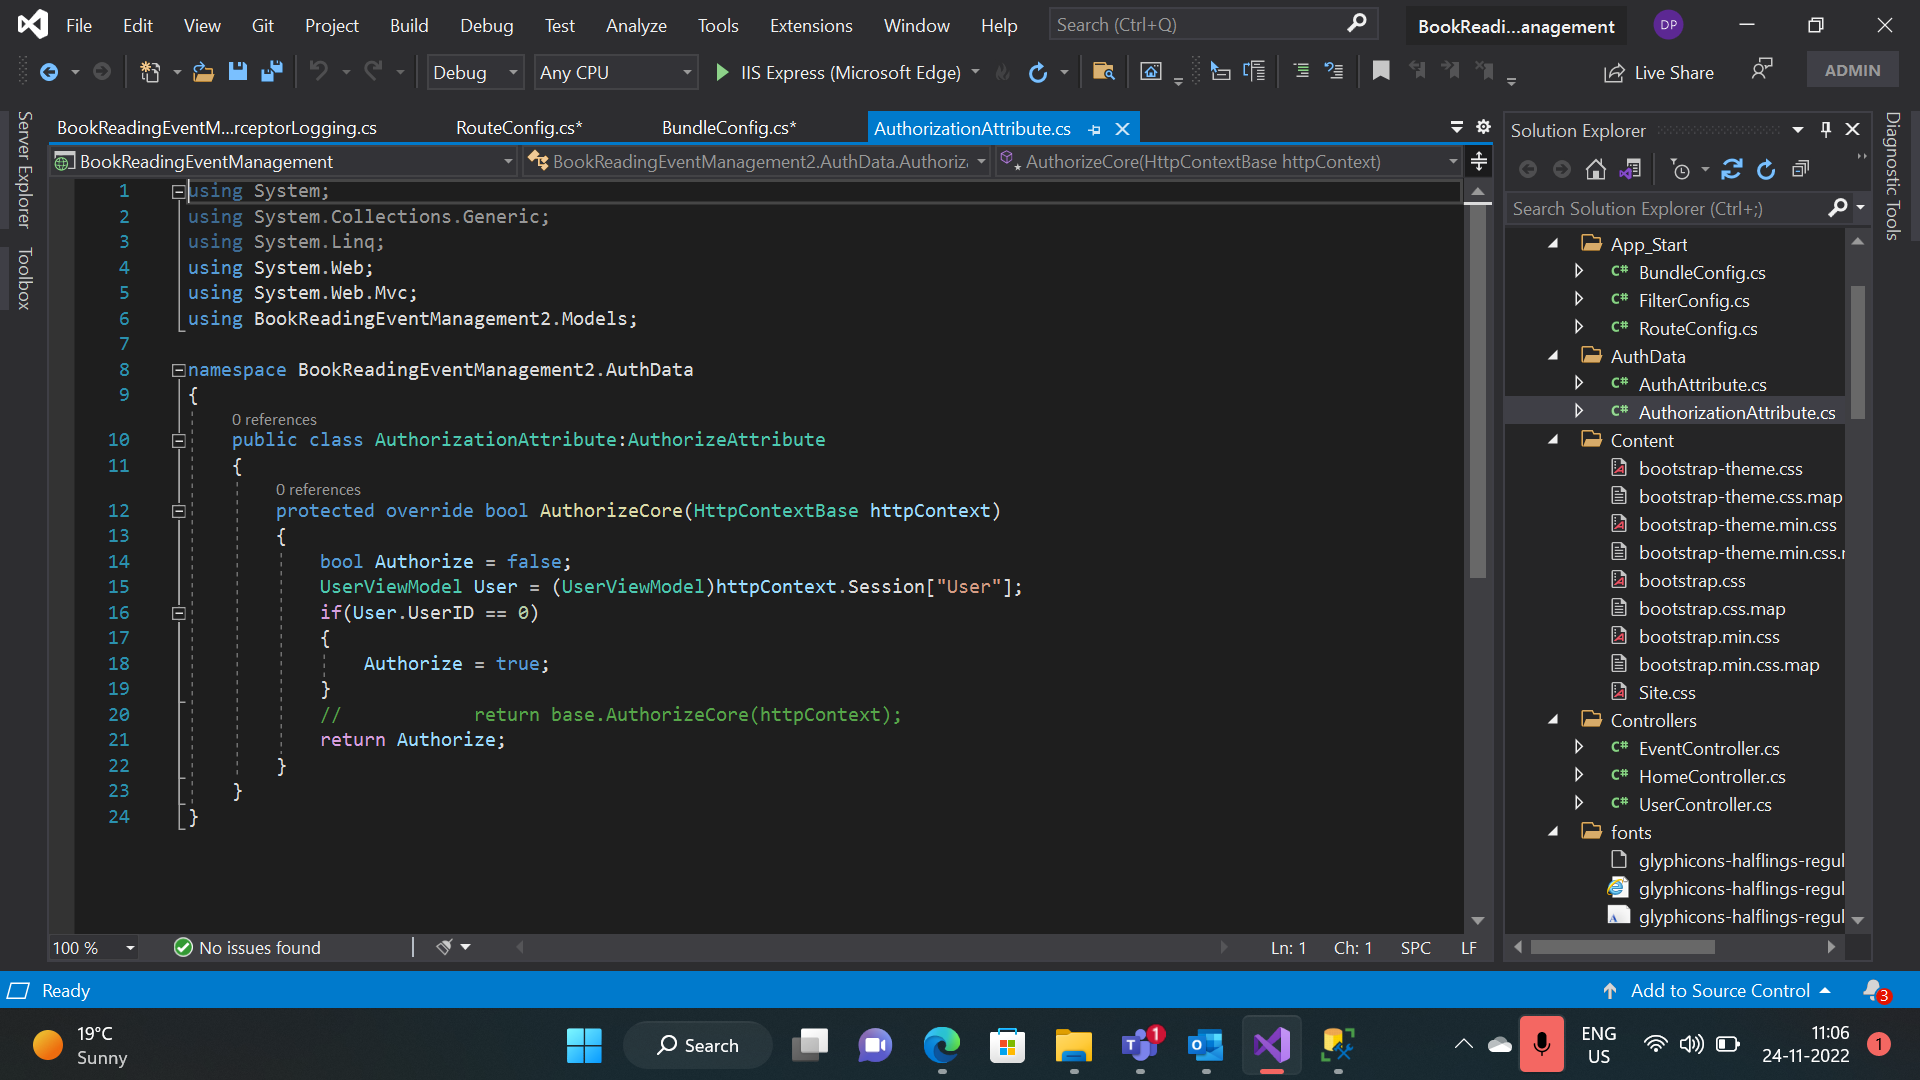 File Edit View Git Project Build Debug Test Analyze Tools Extensions Window Help Search (Ctrl+Q) BookReadi...anagement DP
Debug Any CPU IIS Express (Microsoft Edge) Live Share ADMIN
Server Explorer
Toolbox
BookReadingEventM...rceptorLogging.cs RouteConfig.cs* BundleConfig.cs* AuthorizationAttribute.cs
BookReadingEventManagement BookReadingEventManagement2.AuthData.Authoriz AuthorizeCore(HttpContextBase httpContext)
1 using System;
2 using System.Collections.Generic;
3 using System.Linq;
4 using System.Web;
5 using System.Web.Mvc;
6 using BookReadingEventManagement2.Models;
7
8 namespace BookReadingEventManagement2.AuthData
9 {
0 references
10 public class AuthorizationAttribute:AuthorizeAttribute
11 {
0 references
12 protected override bool AuthorizeCore(HttpContextBase httpContext)
13 {
14 bool Authorize = false;
15 UserViewModel User = (UserViewModel)httpContext.Session["User"];
16 if(User.UserID == 0)
17 {
18 Authorize = true;
19 }
20 // return base.AuthorizeCore(httpContext);
21 return Authorize;
22 }
23 }
24 }
100 % No issues found Ln: 1 Ch: 1 SPC LF
Solution Explorer
Search Solution Explorer (Ctrl+;)
App_Start
C# BundleConfig.cs
C# FilterConfig.cs
C# RouteConfig.cs
AuthData
C# AuthAttribute.cs
C# AuthorizationAttribute.cs
Content
bootstrap-theme.css
bootstrap-theme.css.map
bootstrap-theme.min.css
bootstrap-theme.min.css.
bootstrap.css
bootstrap.css.map
bootstrap.min.css
bootstrap.min.css.map
Site.css
Controllers
C# EventController.cs
C# HomeController.cs
C# UserController.cs
fonts
glyphicons-halflings-regul
glyphicons-halflings-regul
glyphicons-halflings-regul
Diagnostic Tools
Ready Add to Source Control 3
19°C
Sunny
Search
1
ENG
US
11:06
24-11-2022
1